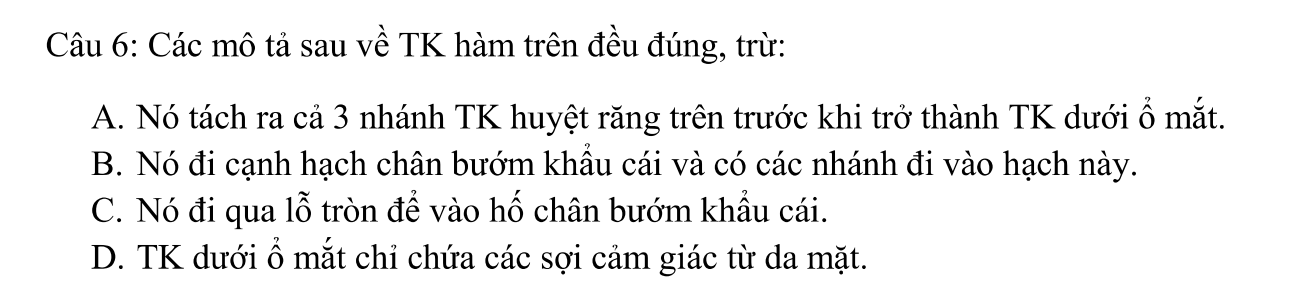 Câu 6: Các mô tả sau về TK hàm trên đều đúng, trừ:
A. Nó tách ra cả 3 nhánh TK huyệt răng trên trước khi trở thành TK dưới ổ mắt.
B. Nó đi cạnh hạch chân bướm khẩu cái và có các nhánh đi vào hạch này.
C. Nó đi qua lỗ tròn để vào hố chân bướm khẩu cái.
D. TK dưới ổ mắt chỉ chứa các sợi cảm giác từ da mặt.